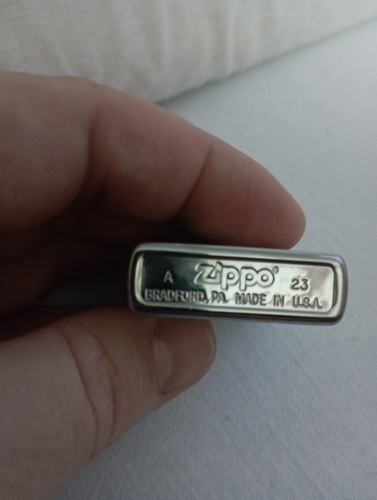 A zippo® 23
BRADFORD, PA. MADE IN U.S.A.